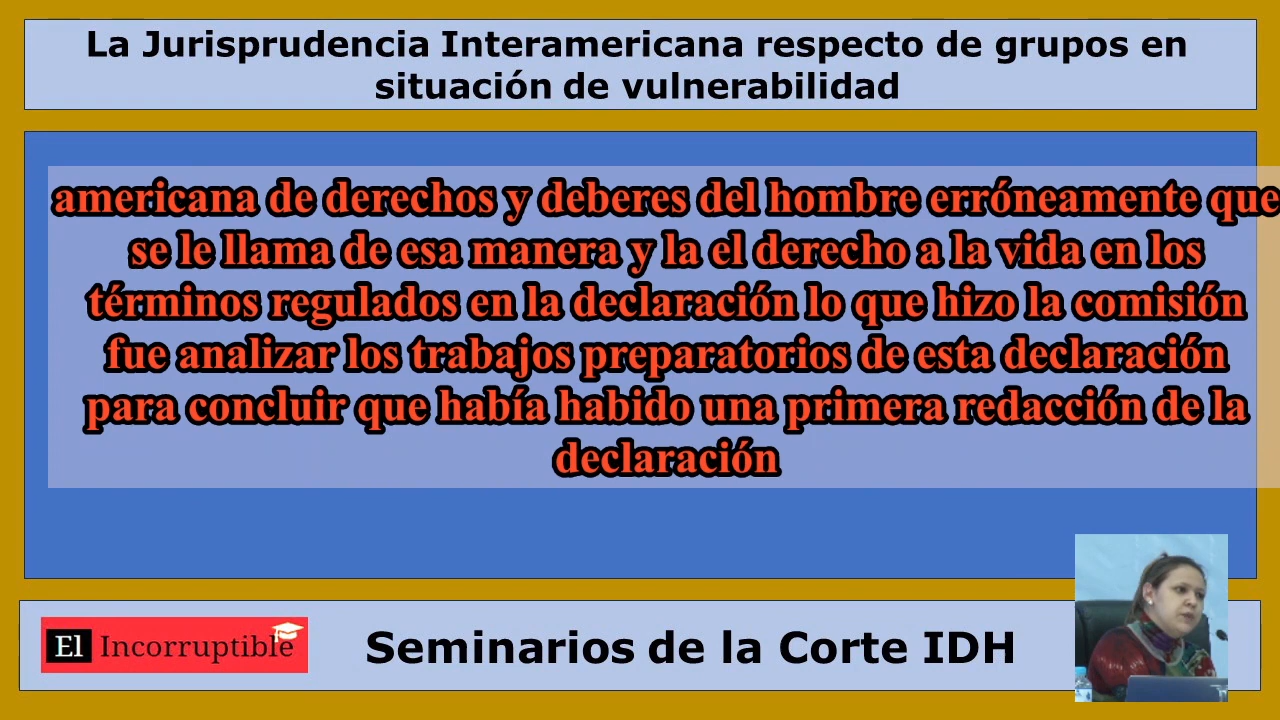 La Jurisprudencia Interamericana respecto de grupos en
situación de vulnerabilidad
americana de derechos y deberes del hombre erróneamente que
se le llama de esa manera y la el derecho a la vida en los
términos regulados en la declaración lo que hizo la comisión
fue analizar los trabajos preparatorios de esta declaración
para concluir que había habido una primera redacción de la
declaración
El Incorruptible
Seminarios de la Corte IDH